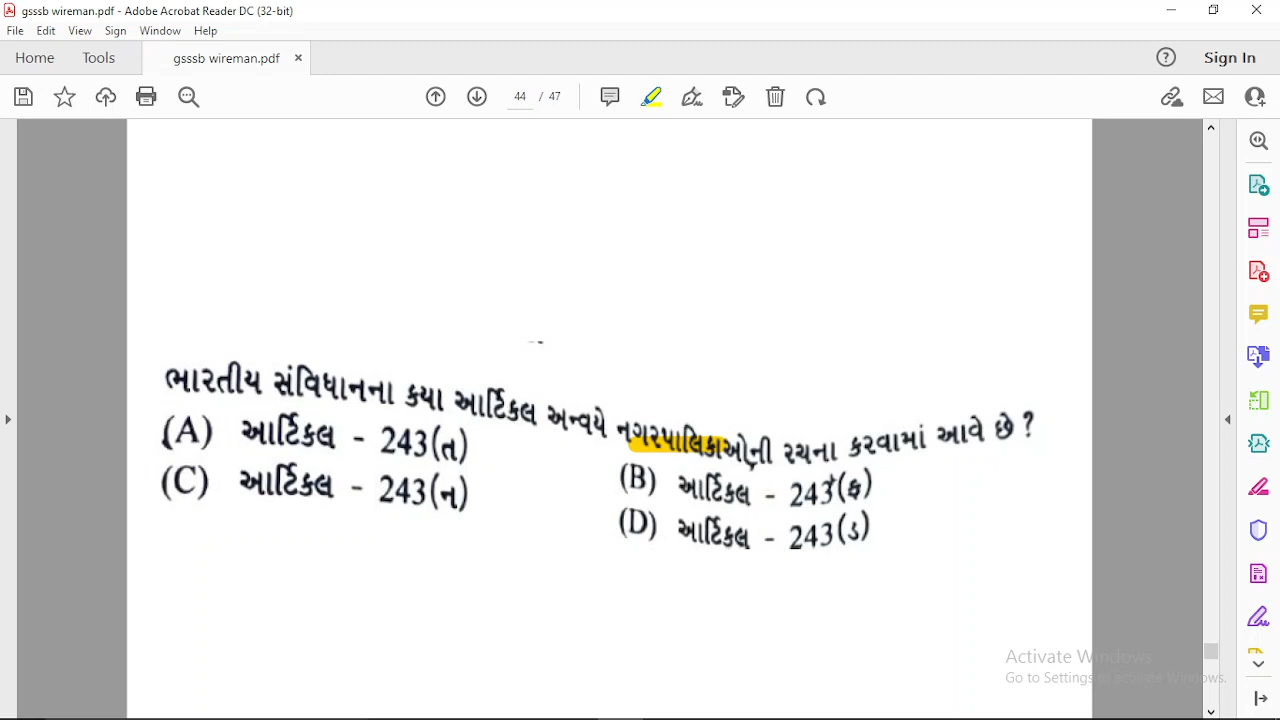 gsssb wireman.pdf - Adobe Acrobat Reader DC (32-bit)
File Edit View Sign Window Help
Home Tools gsssb wireman.pdf × Sign In
44 / 47
ભારતીય સંવિધાનના કયા આર્ટિકલ અન્વયે નગરપાલિકાઓની રચના કરવામાં આવે છે ?
(A) આર્ટિકલ - 243(ત)
(B) આર્ટિકલ - 243(ફ)
(C) આર્ટિકલ - 243(ન)
(D) આર્ટિકલ - 243(ડ)
Activate Windows
Go to Settings to activate Windows.